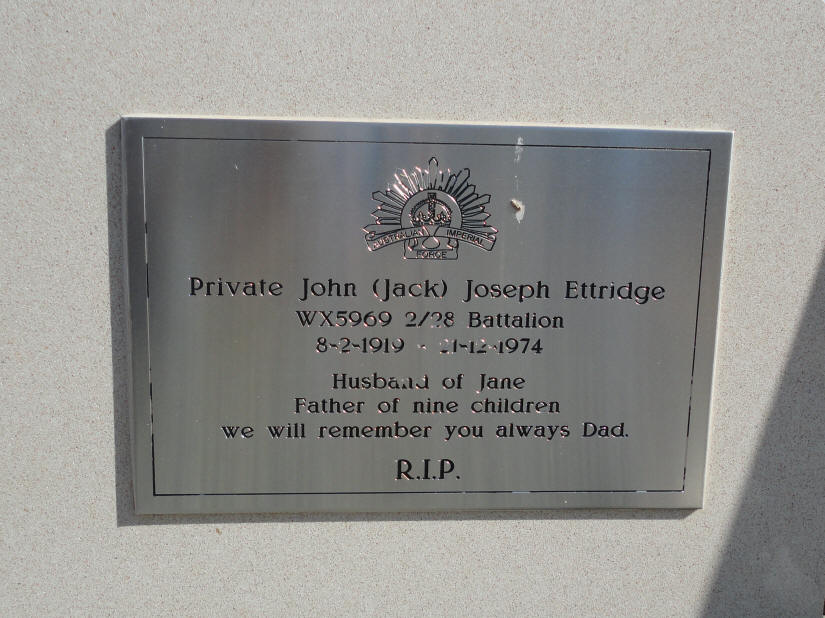 AUSTRALIAN IMPERIAL
FORCE
Private John (Jack) Joseph Ettridge
WX5969 2/28 Battalion
8-2-1919 - 21-12-1974
Husband of Jane
Father of nine children
we will remember you always Dad.
R.I.P.